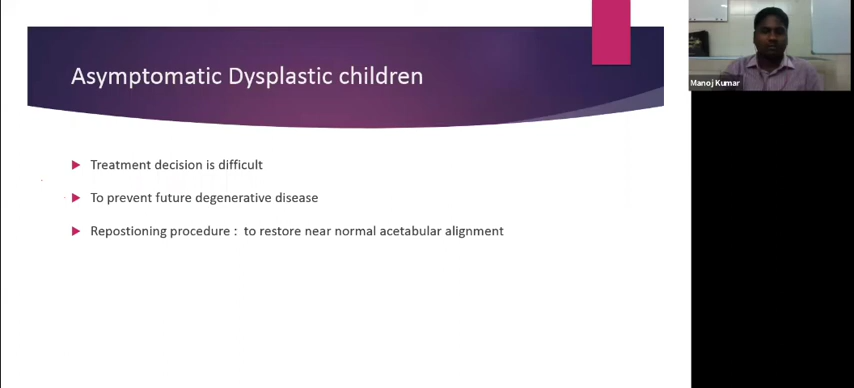 Asymptomatic Dysplastic children
Treatment decision is difficult
To prevent future degenerative disease
Repostioning procedure : to restore near normal acetabular alignment
Manoj Kumar